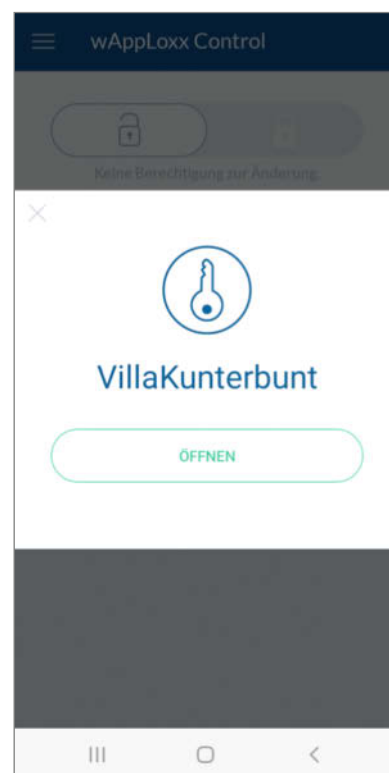 wAppLoxx Control
Keine Berechtigung zur Änderung.
VillaKunterbunt
ÖFFNEN